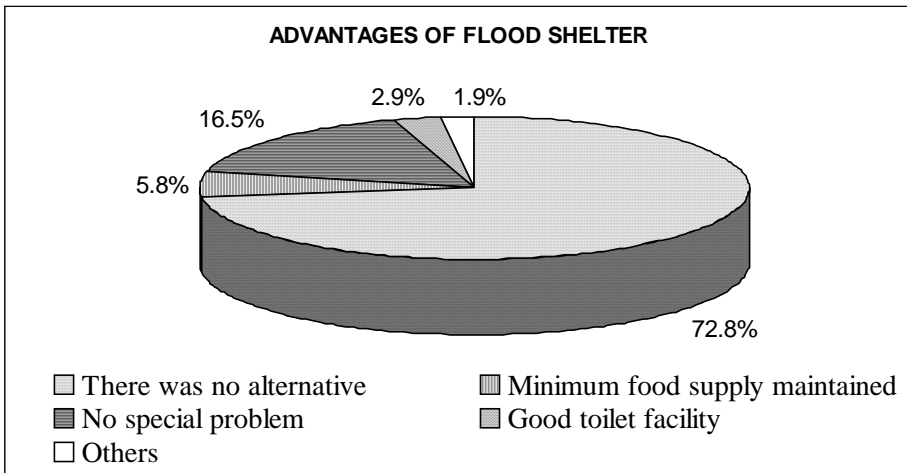 ADVANTAGES OF FLOOD SHELTER
2.9% 1.9%
16.5%
5.8%
72.8%
There was no alternative Minimum food supply maintained
No special problem Good toilet facility
Others